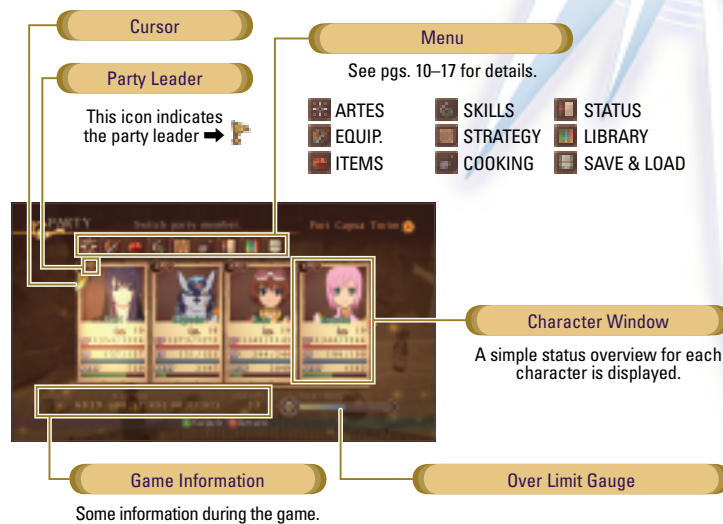 Cursor
Menu
See pgs. 10–17 for details.
Party Leader
This icon indicates
the party leader ➡
ARTES
SKILLS
STATUS
EQUIP.
STRATEGY
LIBRARY
ITEMS
COOKING
SAVE & LOAD
PARTY
Switch party member.
Port Capua Torim
Character Window
A simple status overview for each
character is displayed.
Game Information
Over Limit Gauge
Some information during the game.